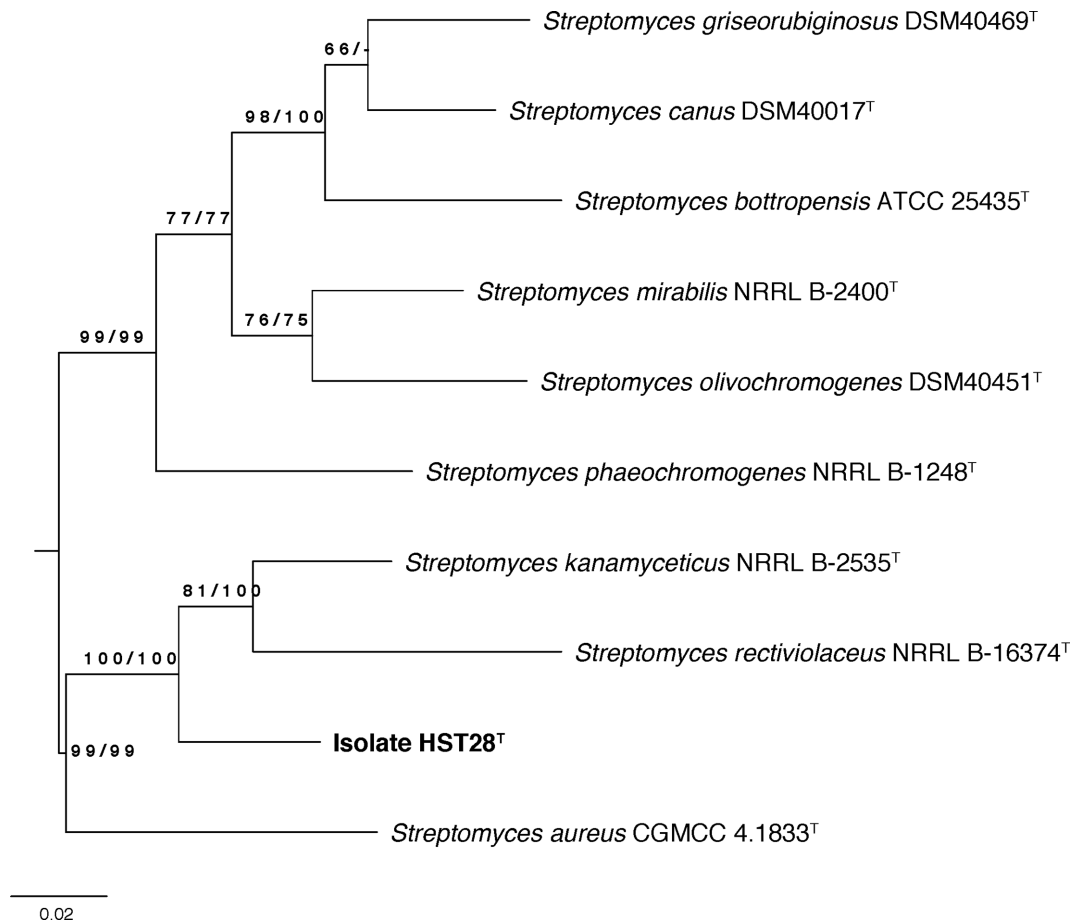 Streptomyces griseorubiginosus DSM40469ᵀ
66/-
Streptomyces canus DSM40017ᵀ
98/100
Streptomyces bottropensis ATCC 25435ᵀ
77/77
Streptomyces mirabilis NRRL B-2400ᵀ
76/75
99/99
Streptomyces olivochromogenes DSM40451ᵀ
Streptomyces phaeochromogenes NRRL B-1248ᵀ
Streptomyces kanamyceticus NRRL B-2535ᵀ
81/100
Streptomyces rectiviolaceus NRRL B-16374ᵀ
100/100
Isolate HST28ᵀ
99/99
Streptomyces aureus CGMCC 4.1833ᵀ
0.02